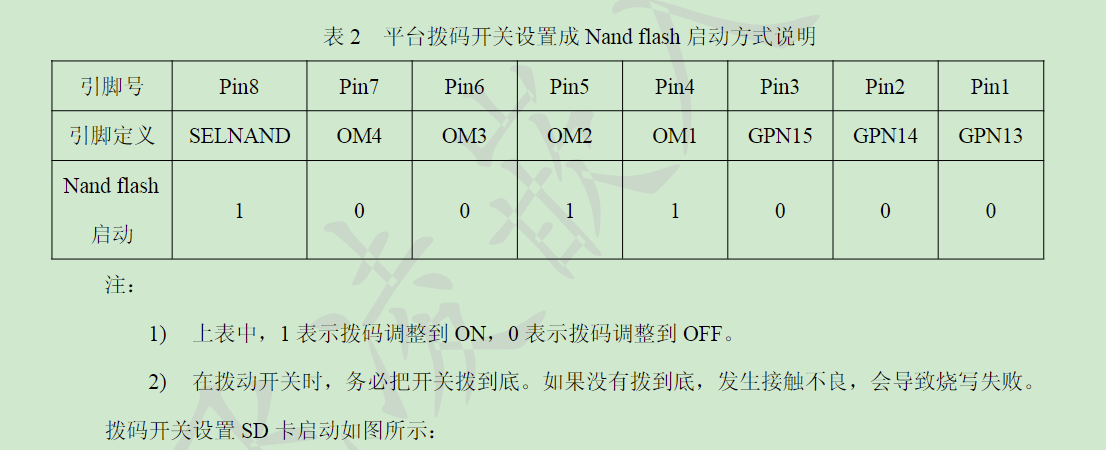 表 2 平台拨码开关设置成 Nand flash 启动方式说明
引脚号 Pin8 Pin7 Pin6 Pin5 Pin4 Pin3 Pin2 Pin1
引脚定义 SELNAND OM4 OM3 OM2 OM1 GPN15 GPN14 GPN13
Nand flash
启动 1 0 0 1 1 0 0 0
注：
1) 上表中，1 表示拨码调整到 ON，0 表示拨码调整到 OFF。
2) 在拨动开关时，务必把开关拨到底。如果没有拨到底，发生接触不良，会导致烧写失败。
拨码开关设置 SD 卡启动如图所示：